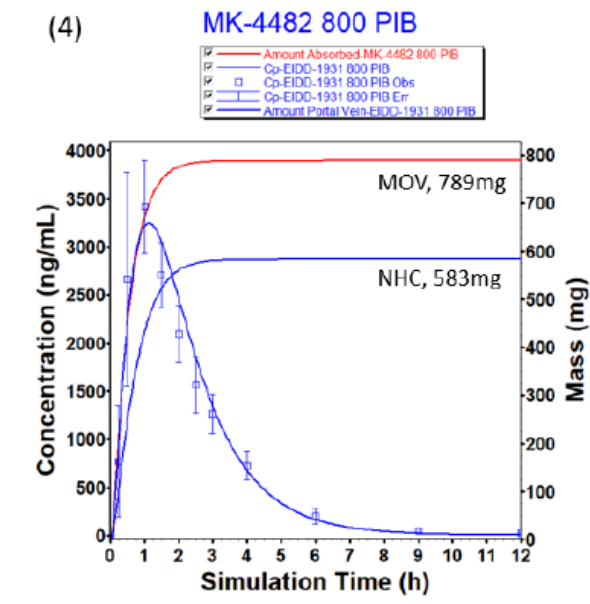 (4)
MK-4482 800 PIB
Amount Absorbed-MK-4482 800 PIB
Cp-EIDD-1931 800 PIB
Cp-EIDD-1931 800 PIB Obs
Cp-EIDD-1931 800 PIB Err
Amount Portal Vein-EIDD-1931 800 PIB
4000
3500
3000
2500
2000
1500
1000
500
0
Concentration (ng/mL)
MOV, 789mg
NHC, 583mg
800
700
600
500
400
300
200
100
0
Mass (mg)
0 1 2 3 4 5 6 7 8 9 10 11 12
Simulation Time (h)